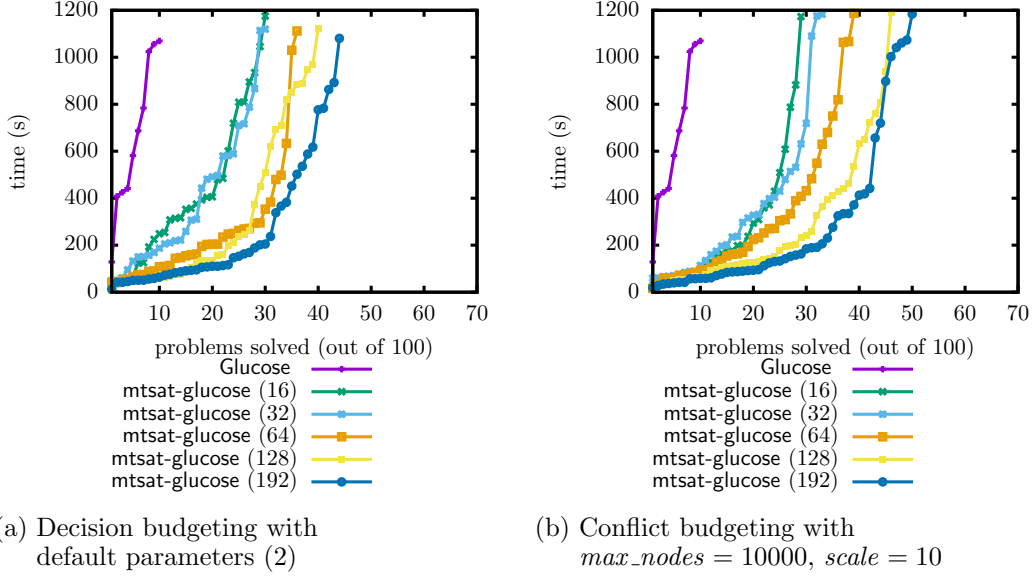 1200
1000
800
600
400
200
0
10 20 30 40 50 60 70
time (s)
problems solved (out of 100)
Glucose
mtsat-glucose (16)
mtsat-glucose (32)
mtsat-glucose (64)
mtsat-glucose (128)
mtsat-glucose (192)
a) Decision budgeting with
default parameters (2)
1200
1000
800
600
400
200
0
10 20 30 40 50 60 70
time (s)
problems solved (out of 100)
Glucose
mtsat-glucose (16)
mtsat-glucose (32)
mtsat-glucose (64)
mtsat-glucose (128)
mtsat-glucose (192)
(b) Conflict budgeting with
max_nodes = 10000, scale = 10